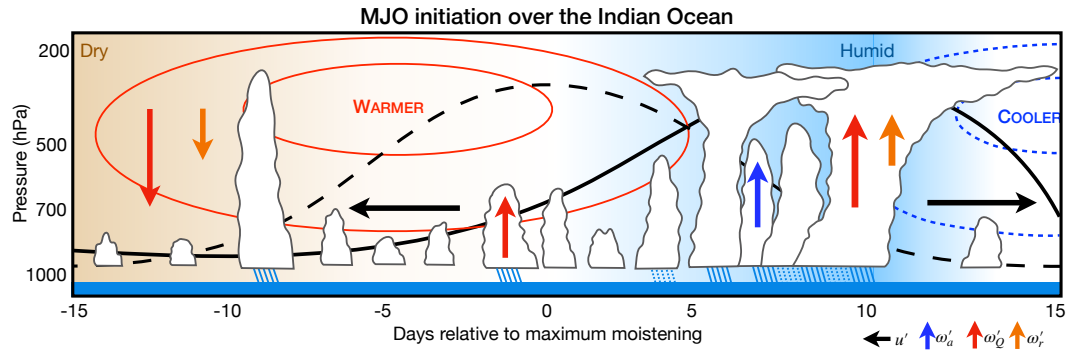 MJO initiation over the Indian Ocean
200
Dry
Humid
WARMER
COOLER
500
Pressure (hPa)
700
1000
-15
-10
-5
0
5
10
15
Days relative to maximum moistening
u′
ω′a
ω′Q
ω′r